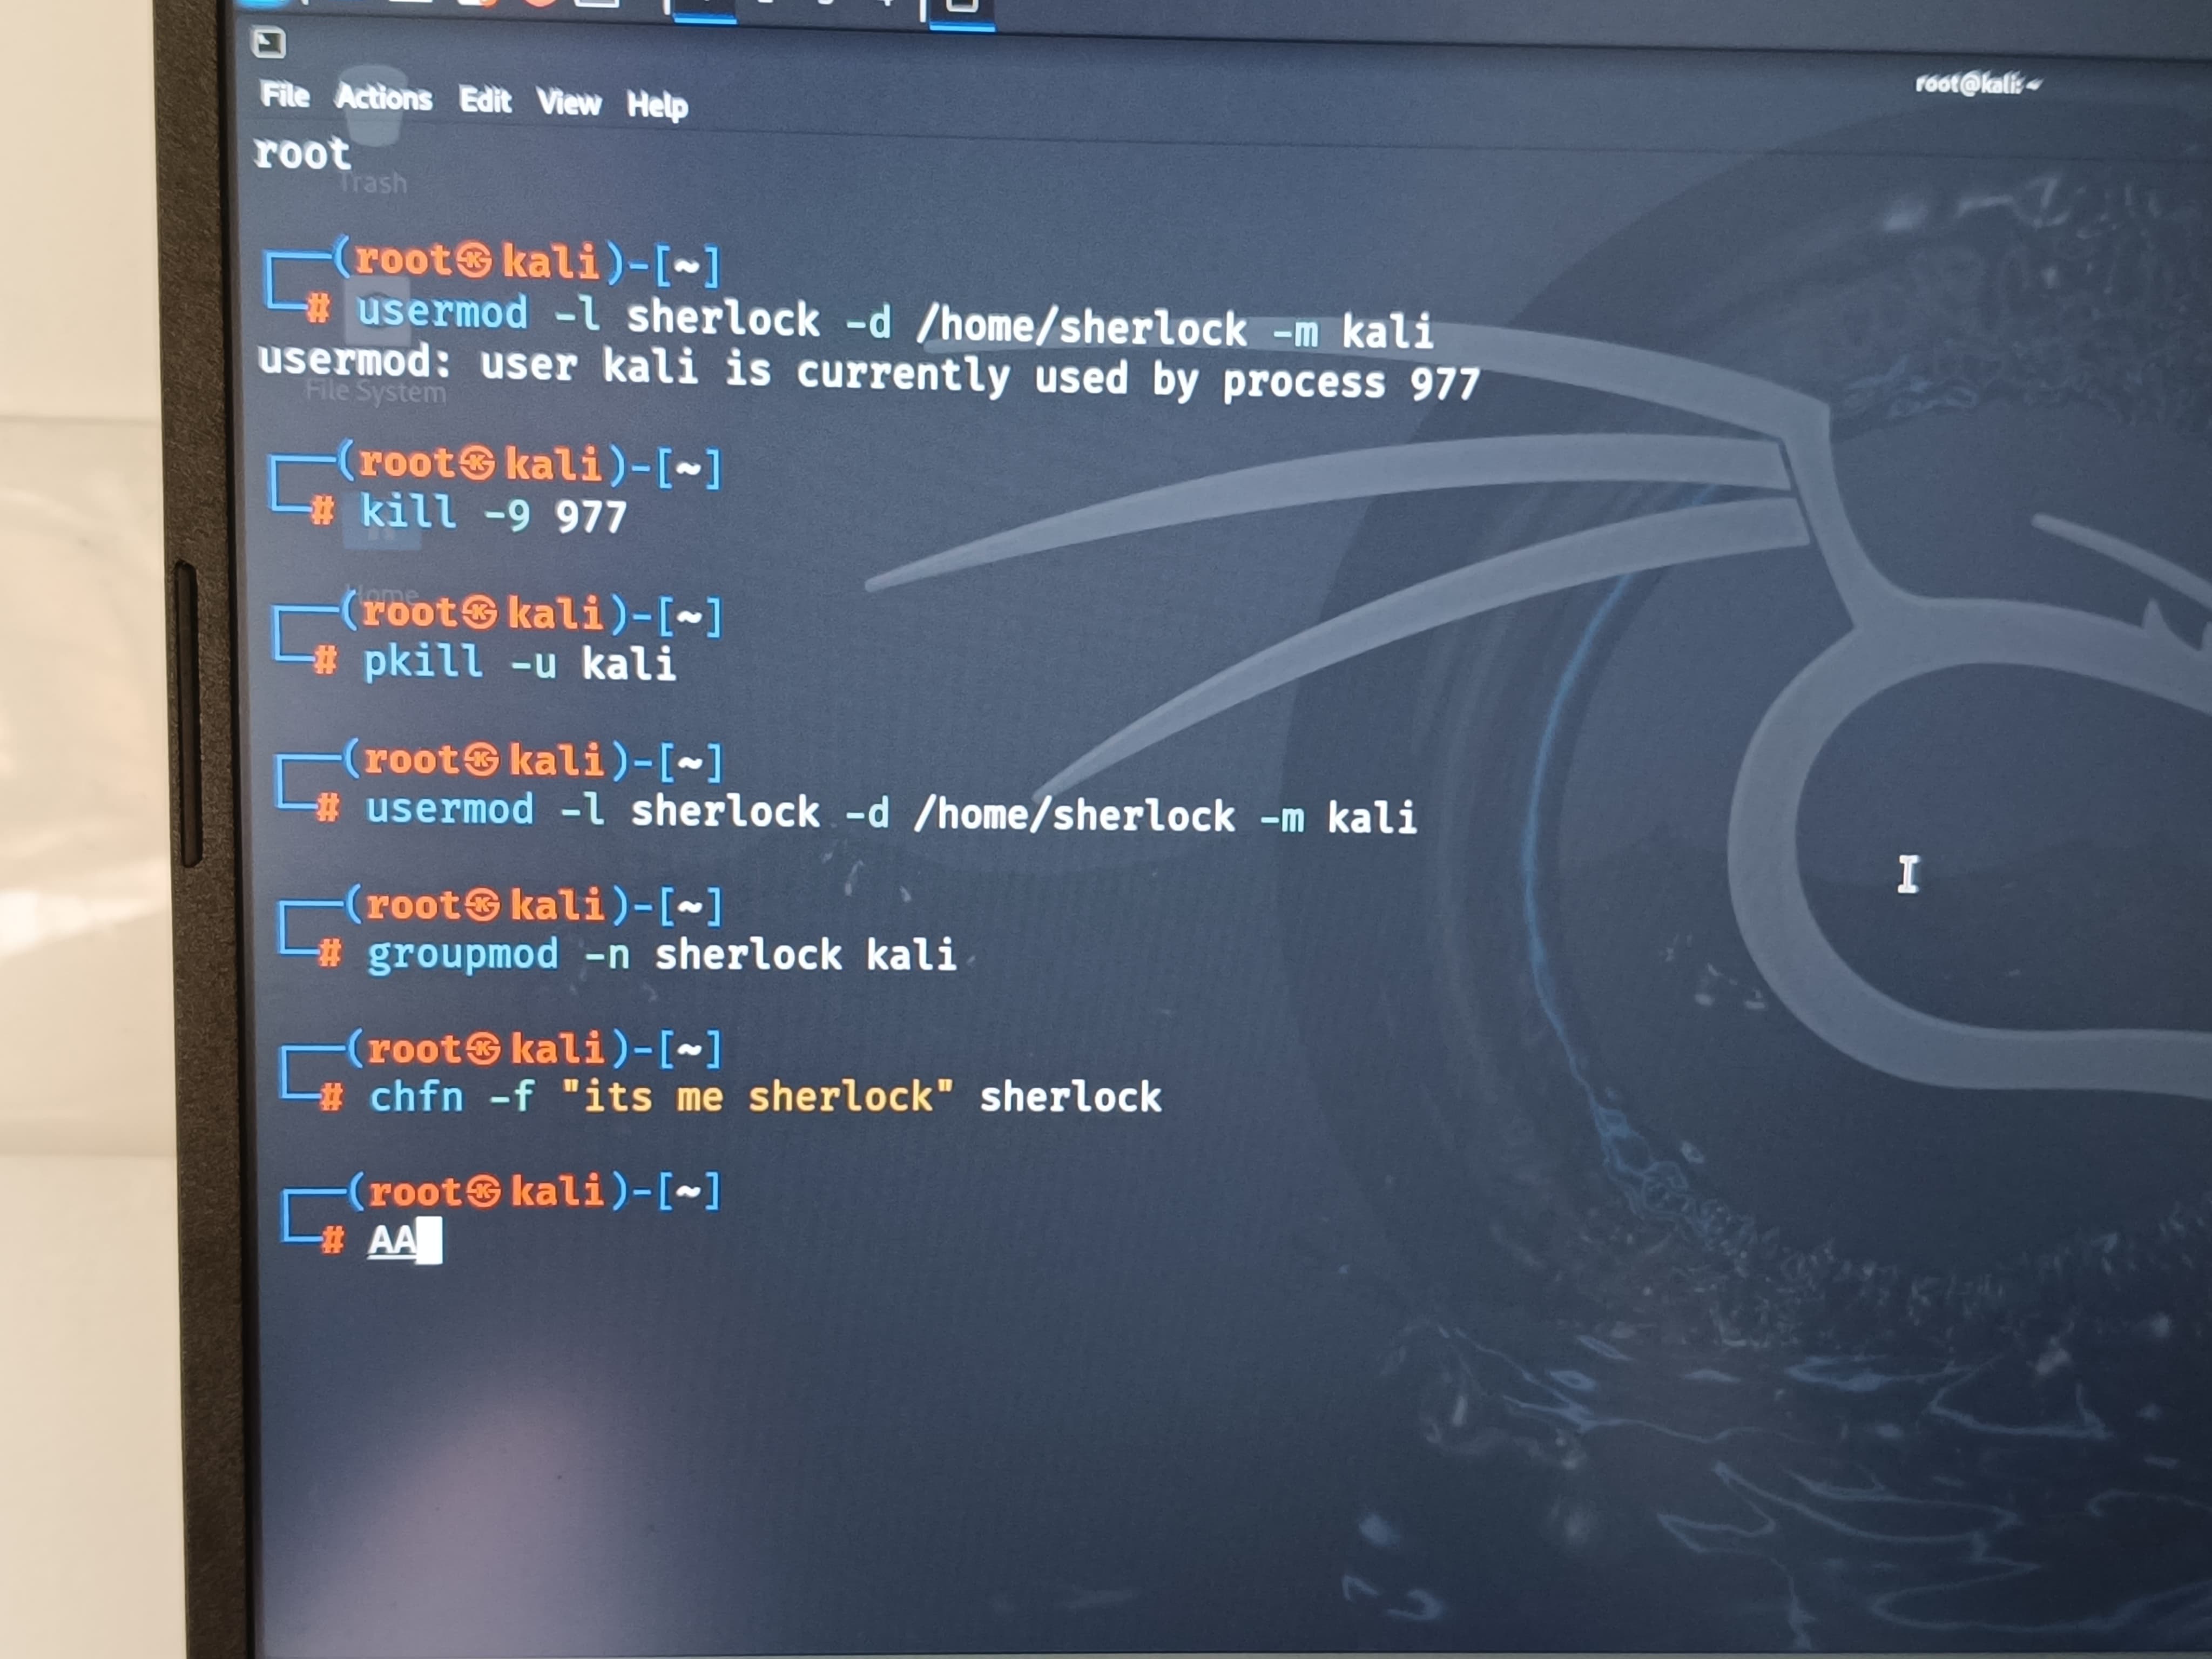 File Actions Edit View Help
root@kali: ~
root
Trash
┌──(root㉿kali)-[~]
└─# usermod -l sherlock -d /home/sherlock -m kali
usermod: user kali is currently used by process 977
File System
┌──(root㉿kali)-[~]
└─# kill -9 977
Home
┌──(root㉿kali)-[~]
└─# pkill -u kali
┌──(root㉿kali)-[~]
└─# usermod -l sherlock -d /home/sherlock -m kali
┌──(root㉿kali)-[~]
└─# groupmod -n sherlock kali
┌──(root㉿kali)-[~]
└─# chfn -f "its me sherlock" sherlock
┌──(root㉿kali)-[~]
└─# AA